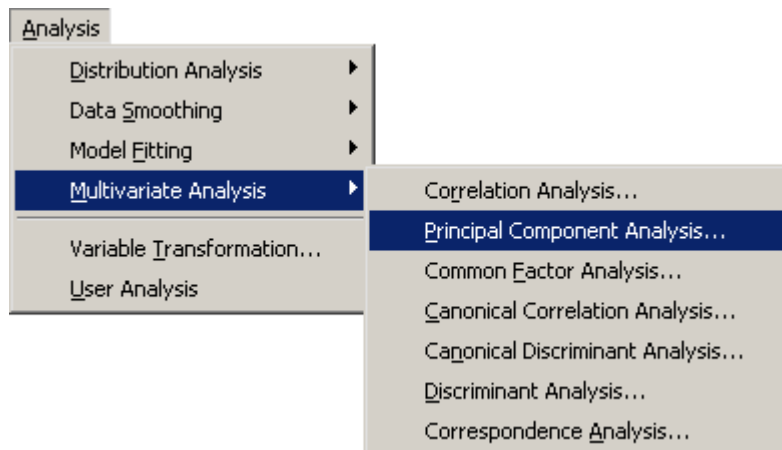 Analysis
Distribution Analysis
Data Smoothing
Model Fitting
Multivariate Analysis
Variable Transformation...
User Analysis
Correlation Analysis...
Principal Component Analysis...
Common Factor Analysis...
Canonical Correlation Analysis...
Canonical Discriminant Analysis...
Discriminant Analysis...
Correspondence Analysis...